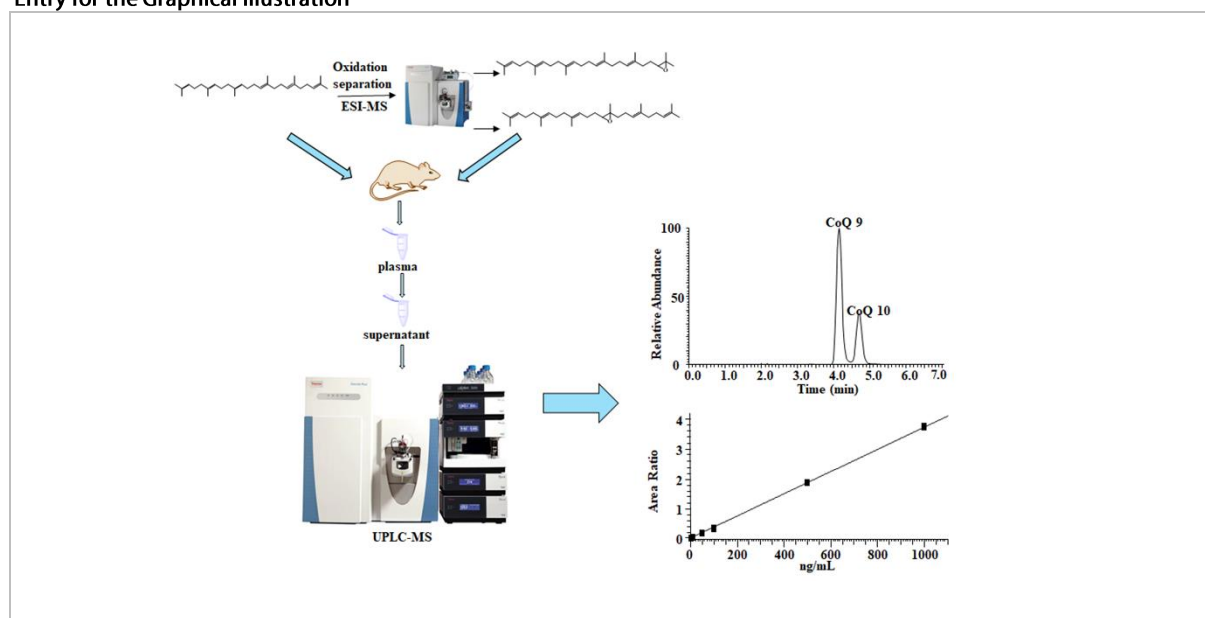 Entry for the Graphical Illustration
Oxidation
separation
ESI-MS
O
O
plasma
supernatant
UPLC-MS
CoQ 9
CoQ 10
Relative Abundance
100
50
0
0.0 1.0 2.0 3.0 4.0 5.0 6.0 7.0
Time (min)
Area Ratio
4
3
2
1
0
0 200 400 600 800 1000
ng/mL